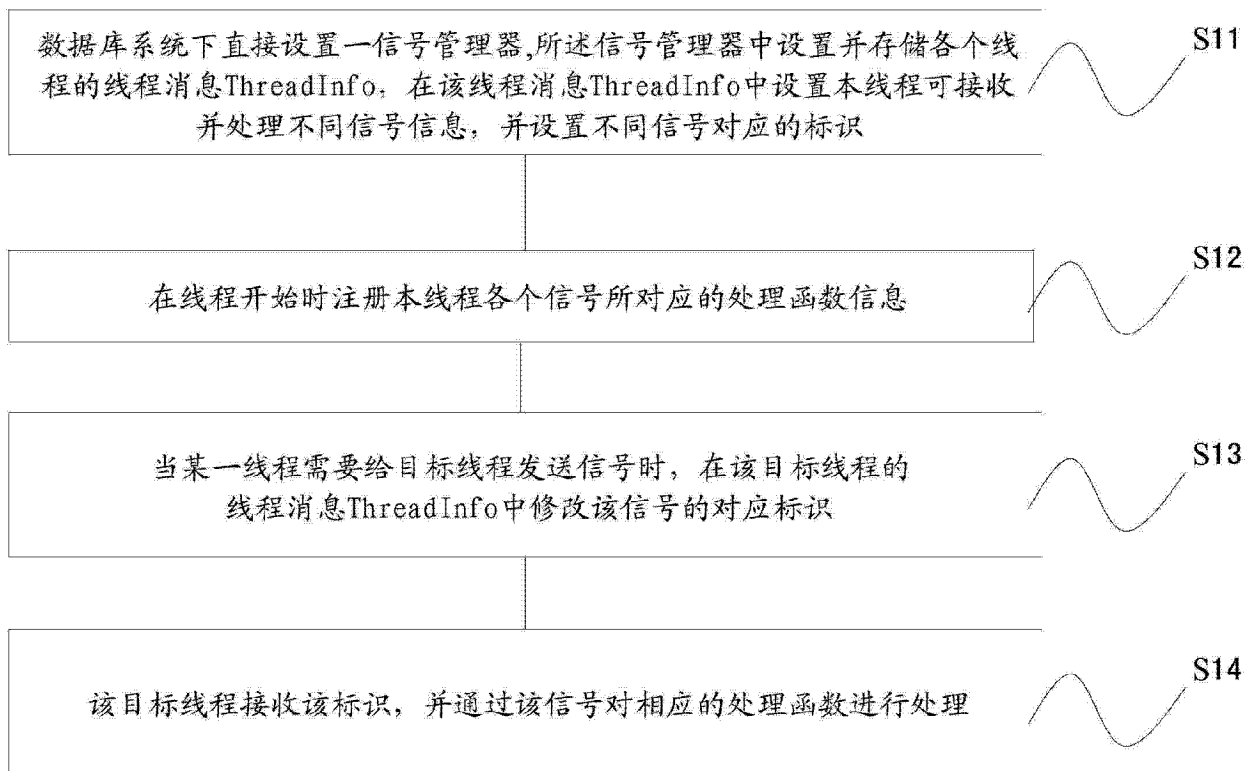 数据库系统下直接设置一信号管理器,所述信号管理器中设置并存储各个线
程的线程消息ThreadInfo，在该线程消息ThreadInfo中设置本线程可接收
并处理不同信号信息，并设置不同信号对应的标识
S11
在线程开始时注册本线程各个信号所对应的处理函数信息
S12
当某一线程需要给目标线程发送信号时，在该目标线程的
线程消息ThreadInfo中修改该信号的对应标识
S13
该目标线程接收该标识，并通过该信号对相应的处理函数进行处理
S14